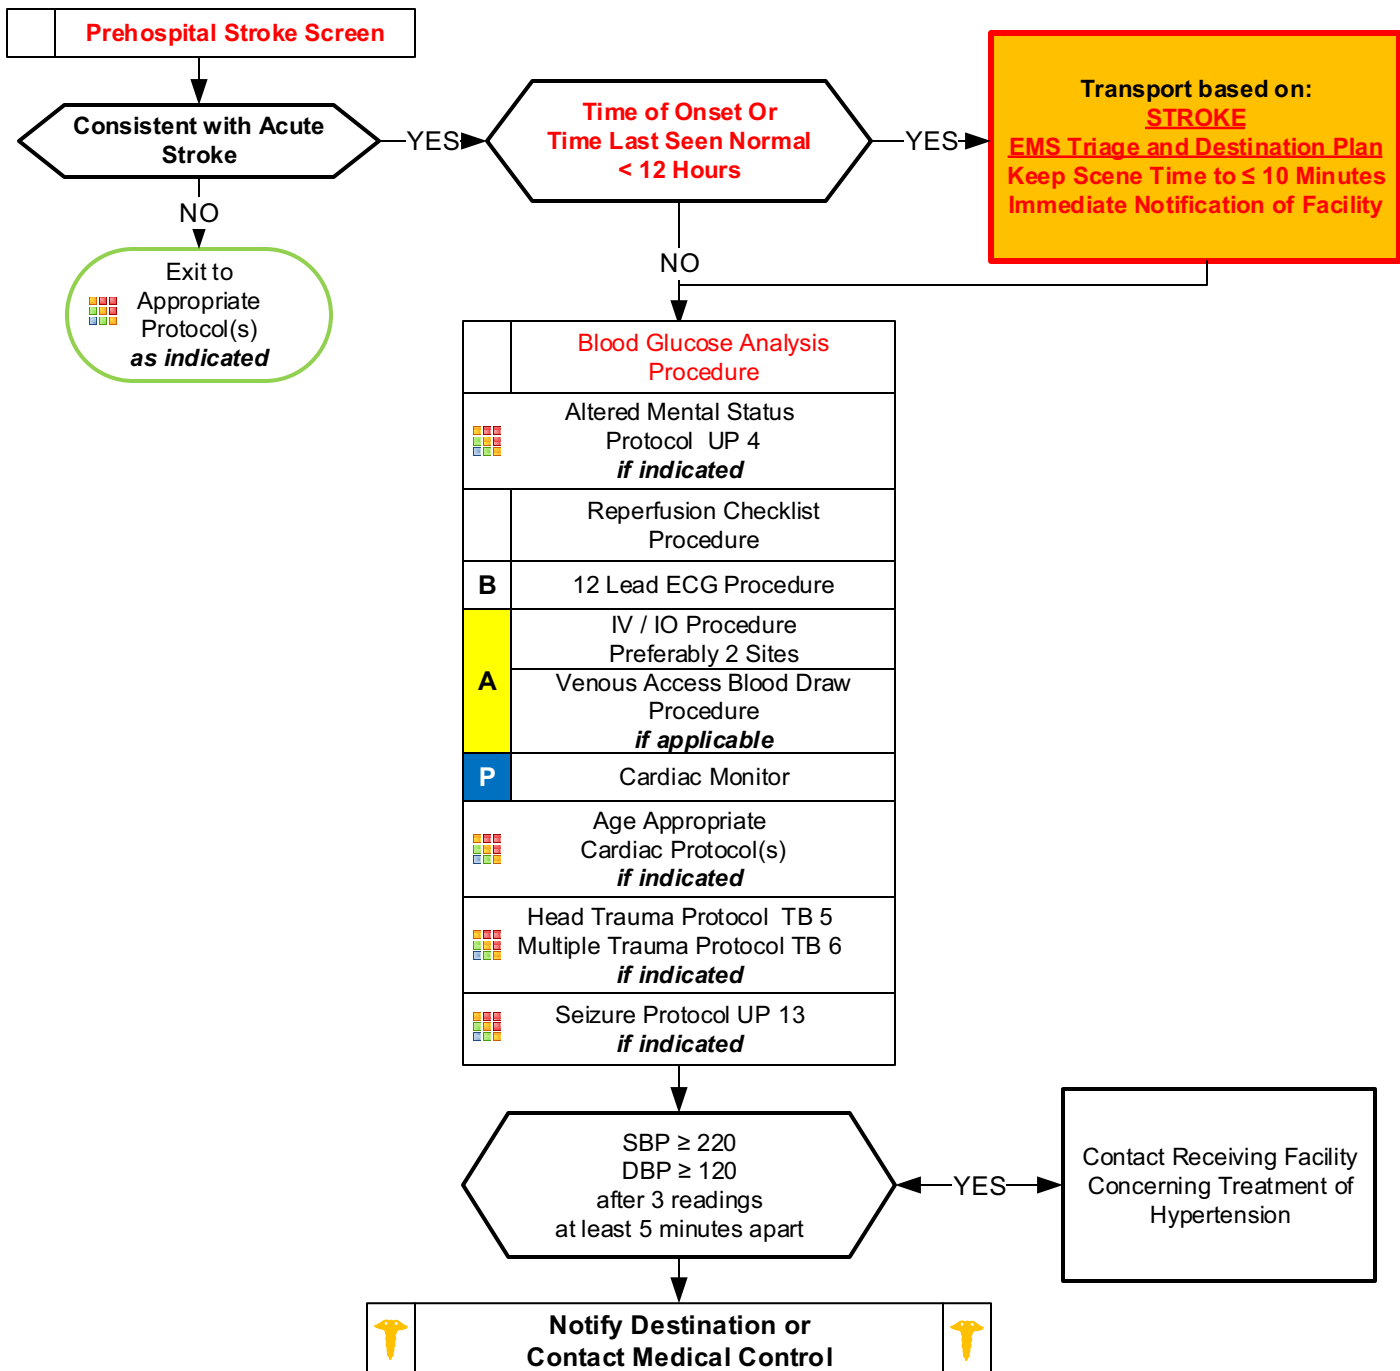 Prehospital Stroke Screen
Consistent with Acute
Stroke
YES
Time of Onset Or
Time Last Seen Normal
< 12 Hours
YES
Transport based on:
STROKE
EMS Triage and Destination Plan
Keep Scene Time to ≤ 10 Minutes
Immediate Notification of Facility
NO
Exit to
Appropriate
Protocol(s)
as indicated
NO
Blood Glucose Analysis
Procedure
Altered Mental Status
Protocol UP 4
if indicated
Reperfusion Checklist
Procedure
B
12 Lead ECG Procedure
A
IV / IO Procedure
Preferably 2 Sites
Venous Access Blood Draw
Procedure
if applicable
P
Cardiac Monitor
Age Appropriate
Cardiac Protocol(s)
if indicated
Head Trauma Protocol TB 5
Multiple Trauma Protocol TB 6
if indicated
Seizure Protocol UP 13
if indicated
SBP ≥ 220
DBP ≥ 120
after 3 readings
at least 5 minutes apart
YES
Contact Receiving Facility
Concerning Treatment of
Hypertension
Notify Destination or
Contact Medical Control